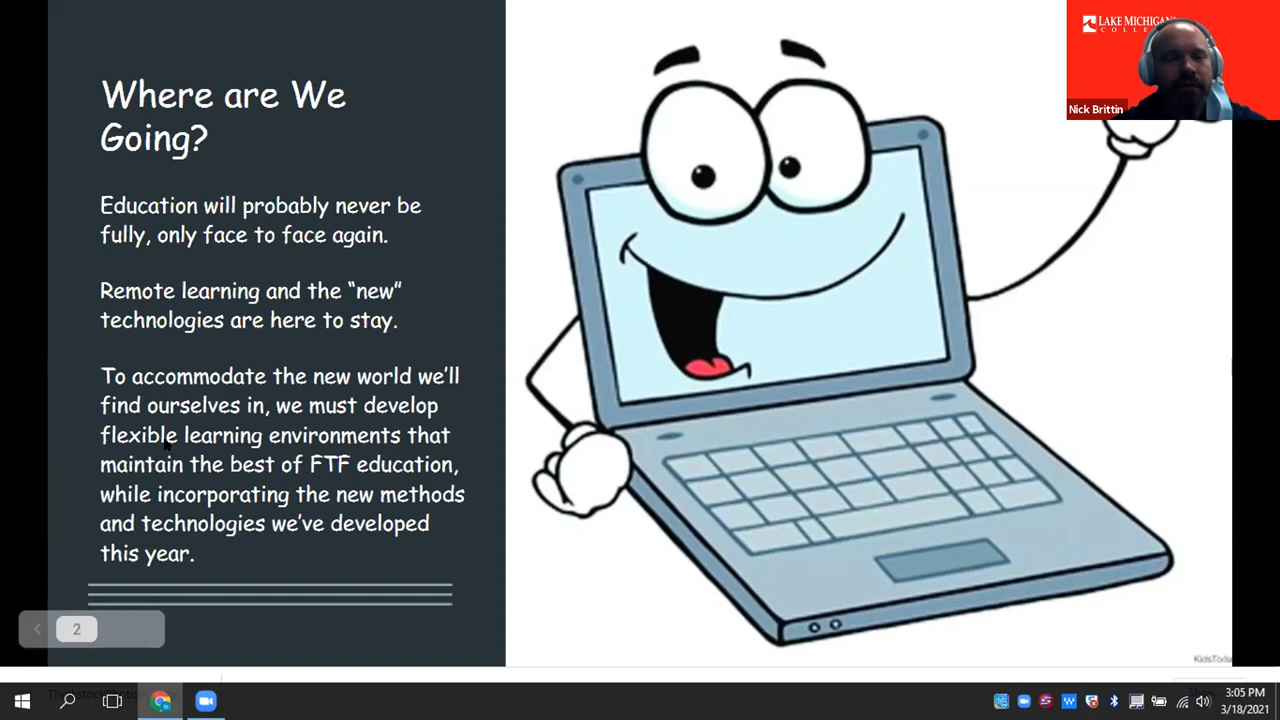 Where are We
Going?
Education will probably never be
fully, only face to face again.
Remote learning and the “new”
technologies are here to stay.
To accommodate the new world we’ll
find ourselves in, we must develop
flexible learning environments that
maintain the best of FTF education,
while incorporating the new methods
and technologies we’ve developed
this year.
2
LAKE MICHIGAN
Nick Brittin
KidsToda
3:05 PM
3/18/2021